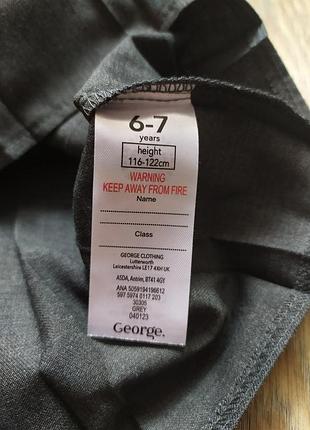 6-7
years
height
116-122cm
WARNING
KEEP AWAY FROM FIRE
Name
Class
GEORGE CLOTHING
Lutterworth
Leicestershire LE17 4XH UK
ASDA, Antrim, BT41 4GY
ANA 5059194196612
597 5974 0117 203
30305
GREY
040123
George.